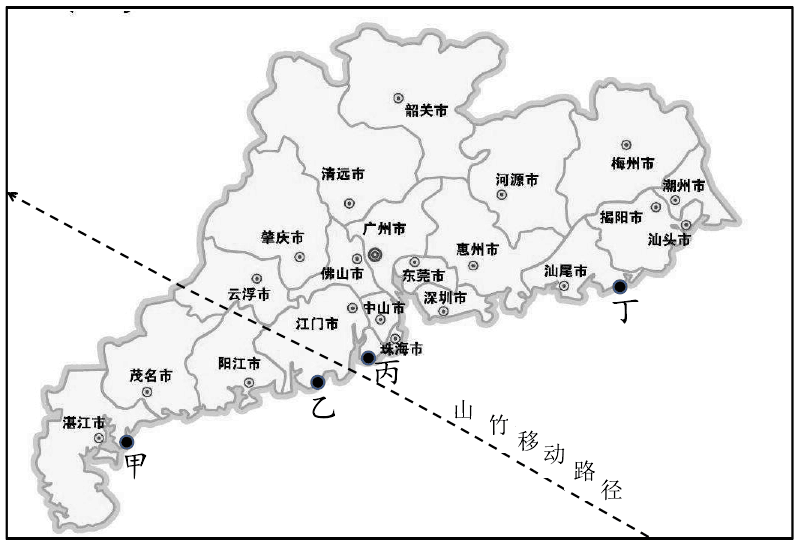 韶关市
梅州市
清远市
河源市
潮州市
揭阳市
广州市
汕头市
肇庆市
惠州市
佛山市
东莞市
汕尾市
云浮市
深圳市
中山市
丁
江门市
珠海市
阳江市
丙
茂名市
乙
山竹移动路径
湛江市
甲